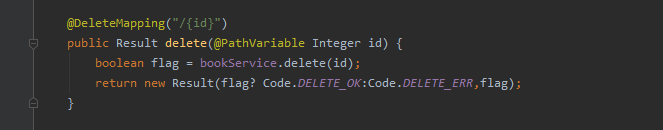 @DeleteMapping("/{id}")
public Result delete(@PathVariable Integer id) {
    boolean flag = bookService.delete(id);
    return new Result(flag? Code.DELETE_OK:Code.DELETE_ERR,flag);
}